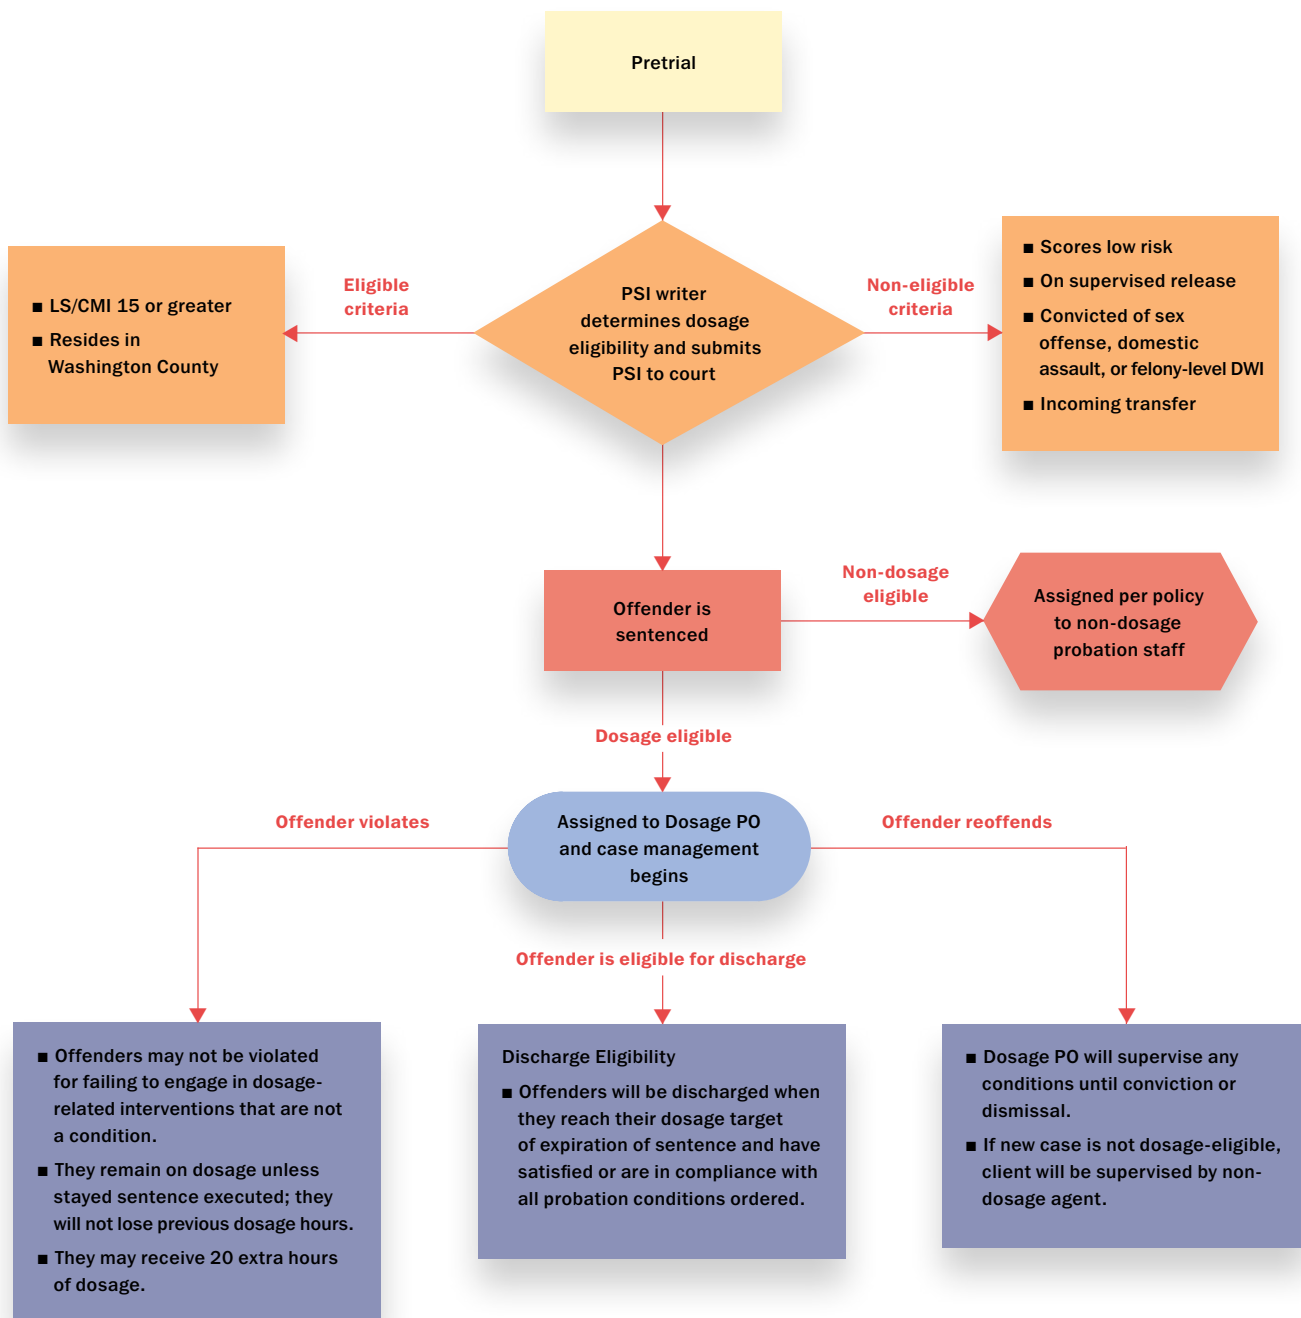 Pretrial
Eligible
criteria
■ LS/CMI 15 or greater
■ Resides in
Washington County
PSI writer
determines dosage
eligibility and submits
PSI to court
Non-eligible
criteria
■ Scores low risk
■ On supervised release
■ Convicted of sex
offense, domestic
assault, or felony-level DWI
■ Incoming transfer
Offender is
sentenced
Non-dosage
eligible
Assigned per policy
to non-dosage
probation staff
Dosage eligible
Offender violates
Assigned to Dosage PO
and case management
begins
Offender reoffends
Offender is eligible for discharge
■ Offenders may not be violated
for failing to engage in dosage-
related interventions that are not
a condition.
■ They remain on dosage unless
stayed sentence executed; they
will not lose previous dosage hours.
■ They may receive 20 extra hours
of dosage.
Discharge Eligibility
■ Offenders will be discharged when
they reach their dosage target
of expiration of sentence and have
satisfied or are in compliance with
all probation conditions ordered.
■ Dosage PO will supervise any
conditions until conviction or
dismissal.
■ If new case is not dosage-eligible,
client will be supervised by non-
dosage agent.